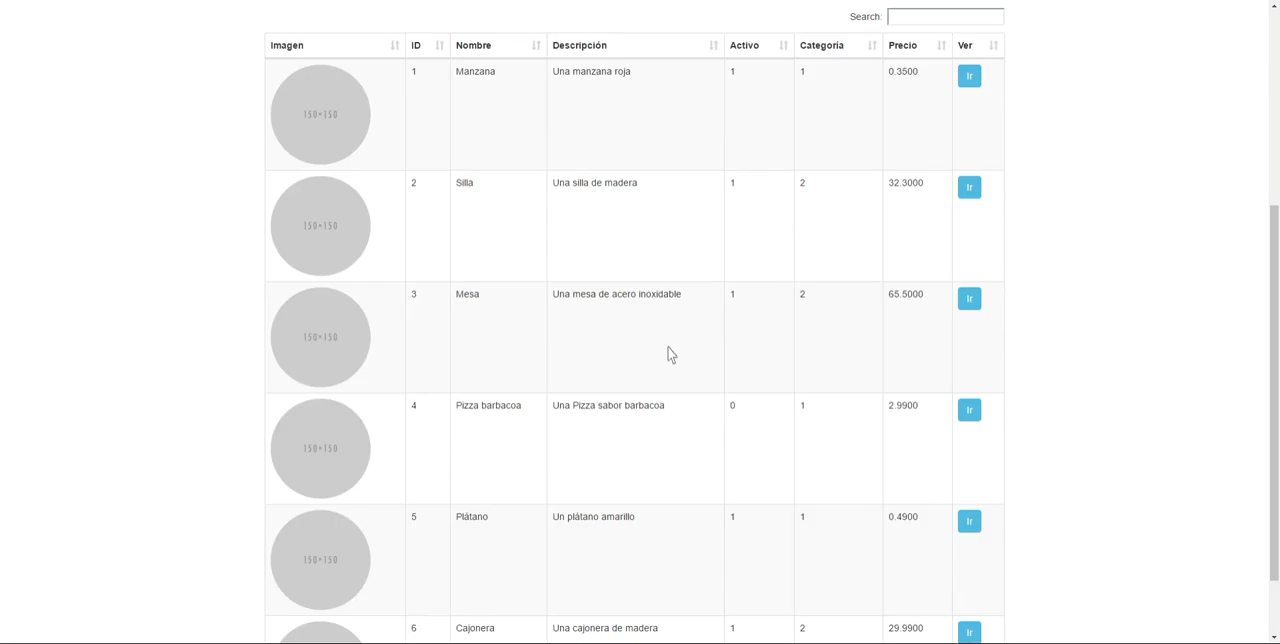 Search:
Imagen ID Nombre Descripción Activo Categoría Precio Ver
150×150 1 Manzana Una manzana roja 1 1 0.3500 Ir
150×150 2 Silla Una silla de madera 1 2 32.3000 Ir
150×150 3 Mesa Una mesa de acero inoxidable 1 2 65.5000 Ir
150×150 4 Pizza barbacoa Una Pizza sabor barbacoa 0 1 2.9900 Ir
150×150 5 Plátano Un plátano amarillo 1 1 0.4900 Ir
6 Cajonera Una cajonera de madera 1 2 29.9900 Ir